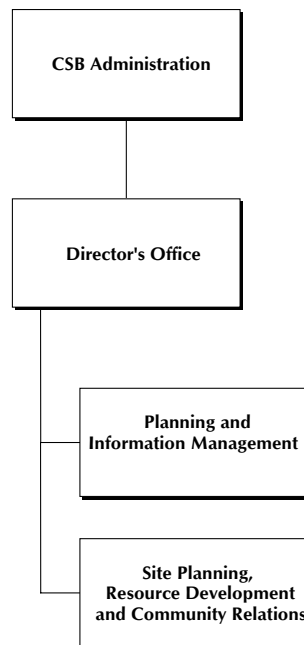 CSB Administration
Director's Office
Planning and
Information Management
Site Planning,
Resource Development
and Community Relations